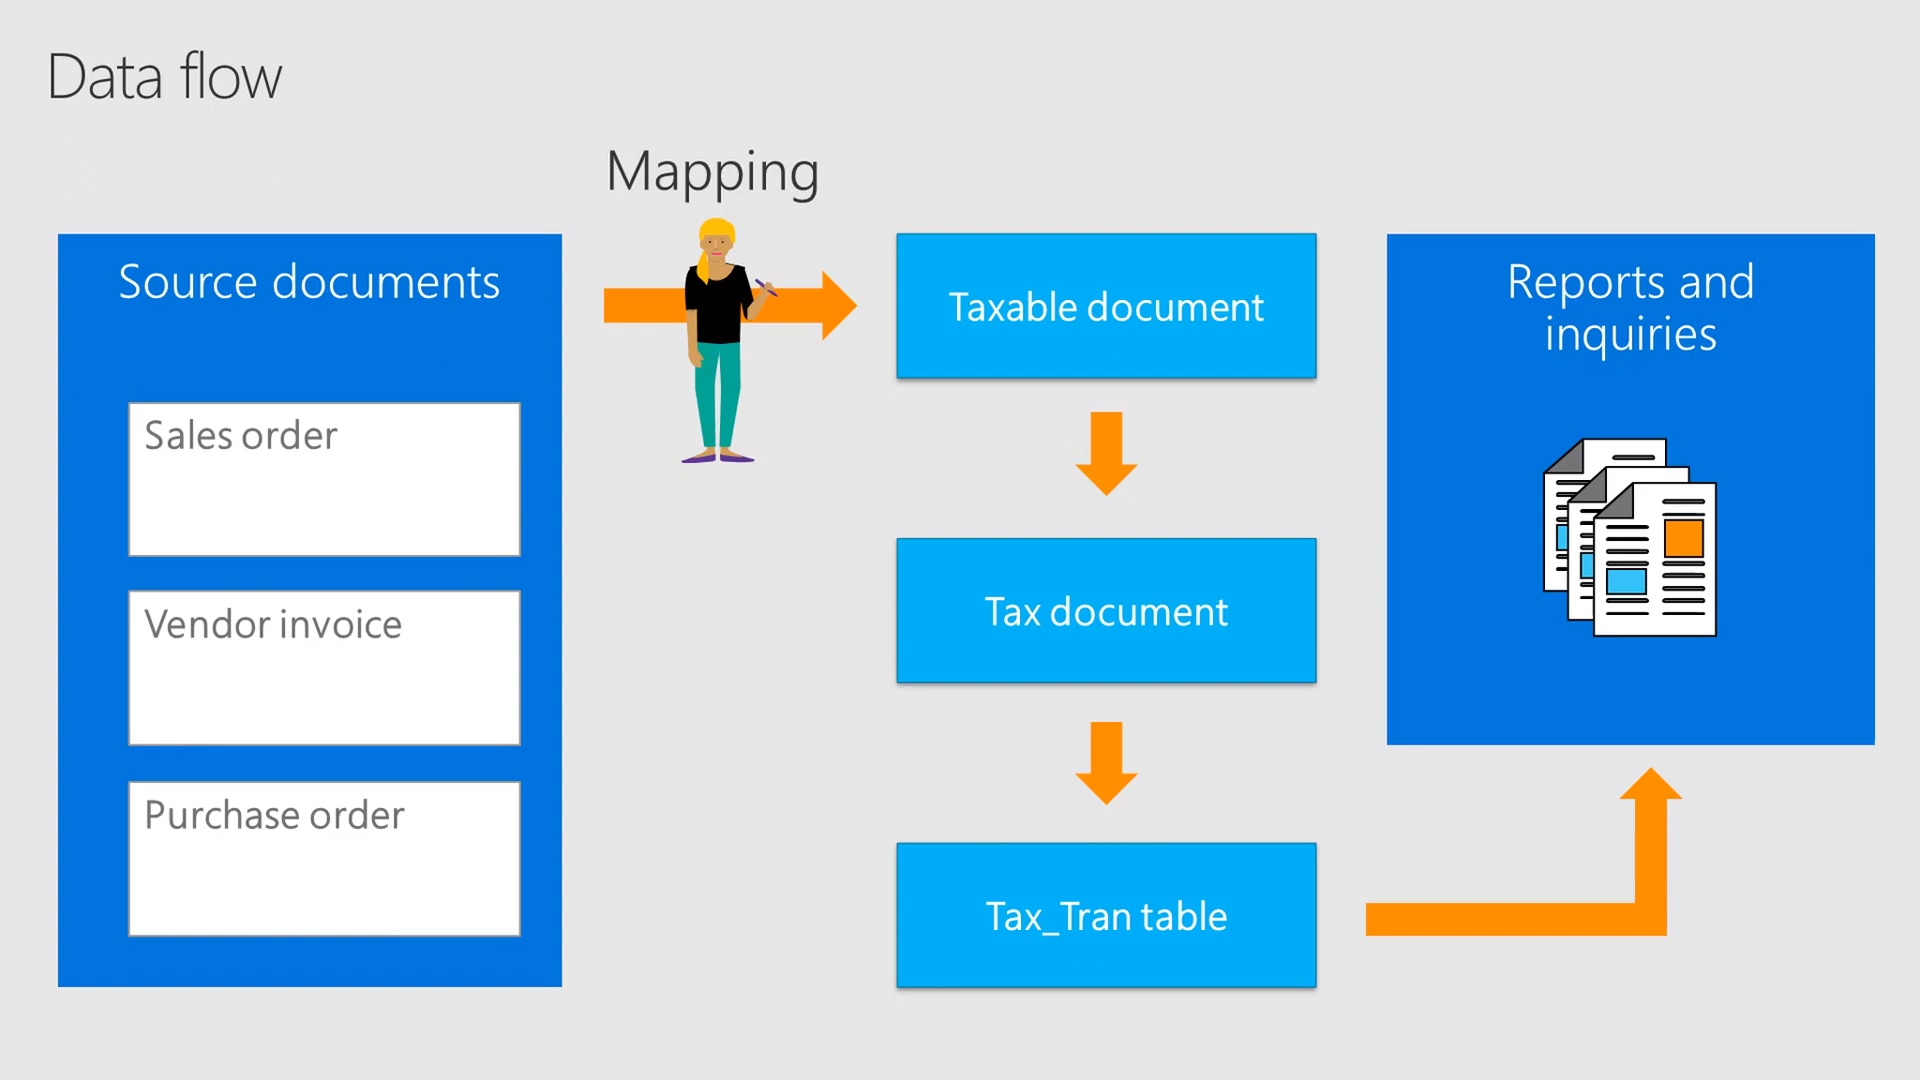 Data flow
Mapping
Source documents
Sales order
Vendor invoice
Purchase order
Taxable document
Tax document
Tax_Tran table
Reports and
inquiries